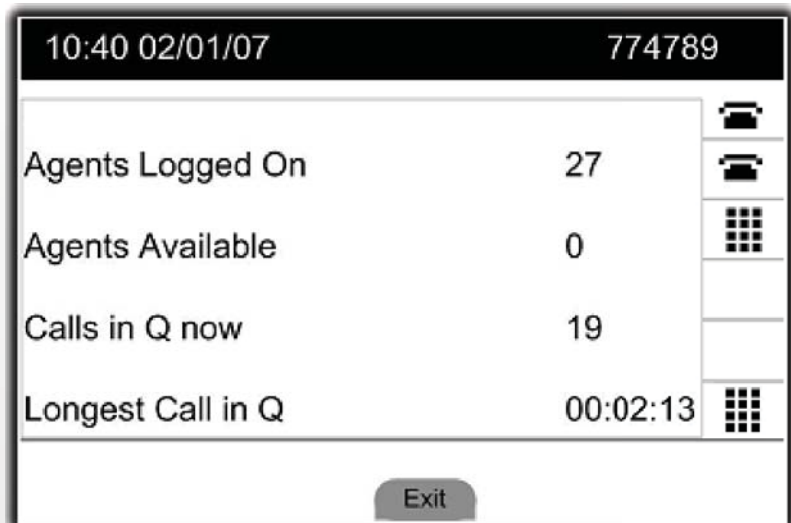 10:40 02/01/07 774789
Agents Logged On 27
Agents Available 0
Calls in Q now 19
Longest Call in Q 00:02:13
Exit